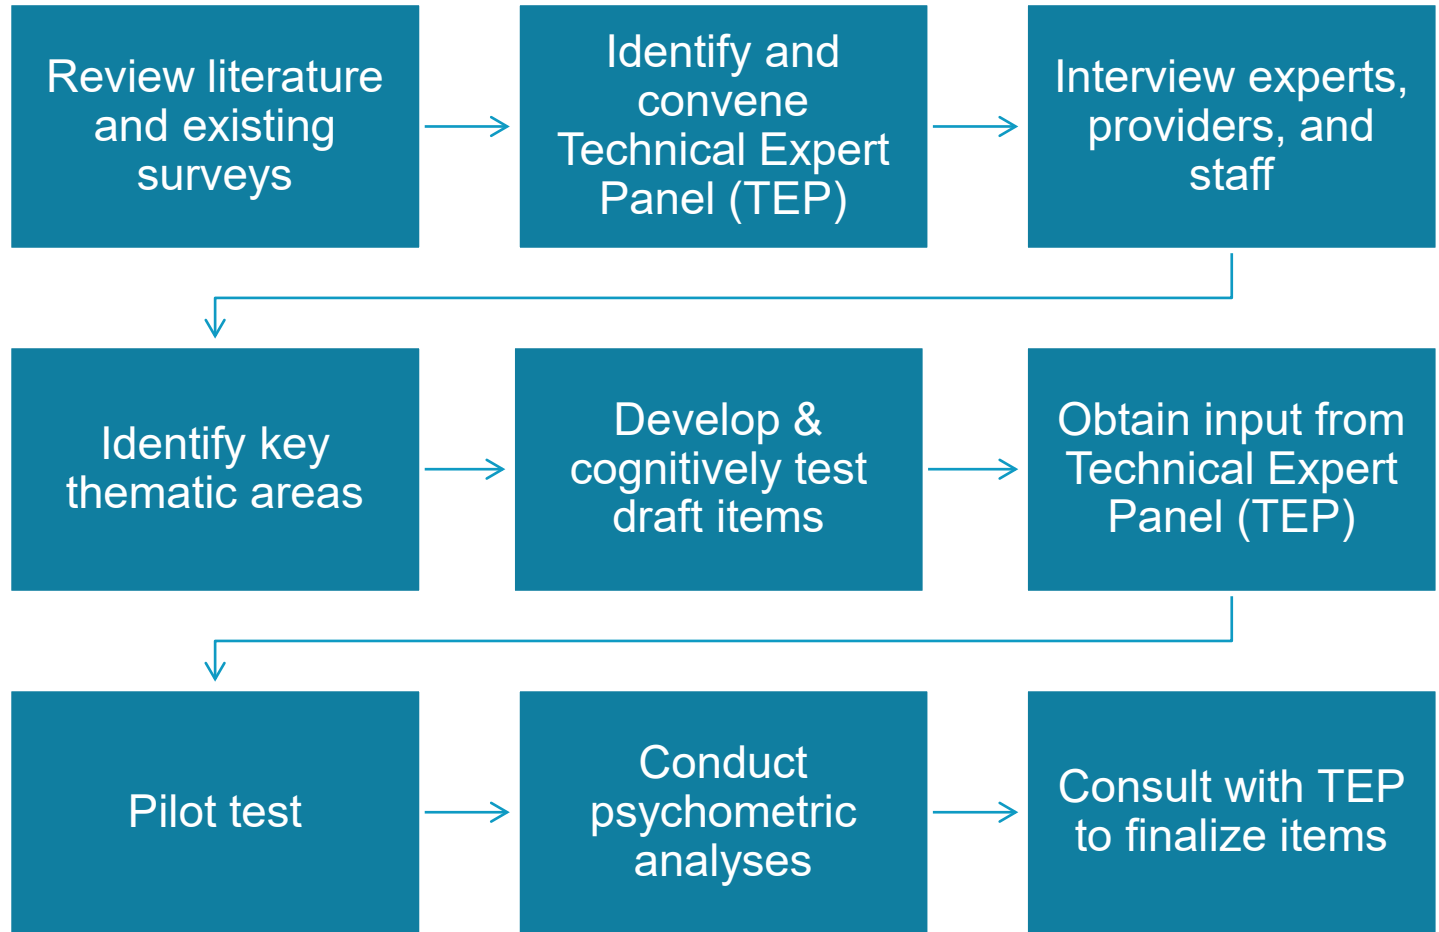 Review literature
and existing
surveys
Identify and
convene
Technical Expert
Panel (TEP)
Interview experts,
providers, and
staff
Identify key
thematic areas
Develop &
cognitively test
draft items
Obtain input from
Technical Expert
Panel (TEP)
Pilot test
Conduct
psychometric
analyses
Consult with TEP
to finalize items